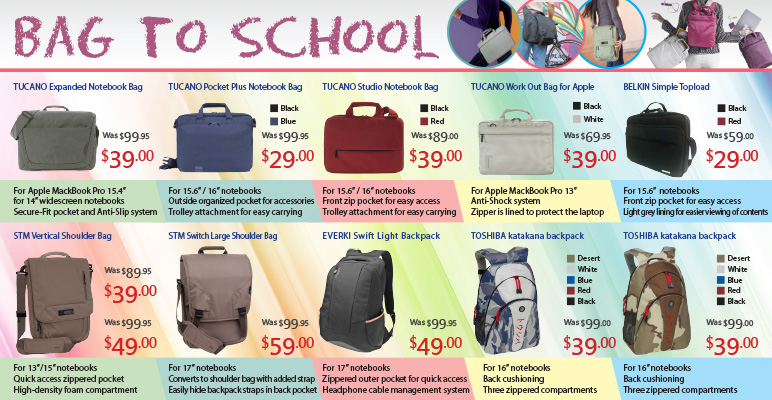 BAG TO SCHOOL
TUCANO Expanded Notebook Bag
Was $99.95
$39.00
For Apple MackBook Pro 15.4”
for 14” widescreen notebooks
Secure-Fit pocket and Anti-Slip system
TUCANO Pocket Plus Notebook Bag
Black
Blue
Was $99.95
$29.00
For 15.6” / 16” notebooks
Outside organized pocket for accessories
Trolley attachment for easy carrying
TUCANO Studio Notebook Bag
Black
Red
Was $89.00
$39.00
For 15.6” / 16” notebooks
Front zip pocket for easy access
Trolley attachment for easy carrying
TUCANO Work Out Bag for Apple
Black
White
Was $69.95
$39.00
For Apple MackBook Pro 13”
Anti-Shock system
Zipper is lined to protect the laptop
BELKIN Simple Topload
Black
Red
Was $59.00
$29.00
For 15.6” notebooks
Front zip pocket for easy access
Light grey lining for easier viewing of contents
STM Vertical Shoulder Bag
Was $89.95
$39.00
Was $99.95
$49.00
For 13”/15” notebooks
Quick access zippered pocket
High-density foam compartment
STM Switch Large Shoulder Bag
Was $99.95
$59.00
For 17” notebooks
Converts to shoulder bag with added strap
Easily hide backpack straps in back pocket
EVERKI Swift Light Backpack
Was $99.95
$49.00
For 17” notebooks
Zippered outer pocket for quick access
Headphone cable management system
TOSHIBA katakana backpack
Desert
White
Blue
Red
Black
Was $99.00
$39.00
For 16” notebooks
Back cushioning
Three zippered compartments
TOSHIBA katakana backpack
Desert
White
Blue
Red
Black
Was $99.00
$39.00
For 16” notebooks
Back cushioning
Three zippered compartments